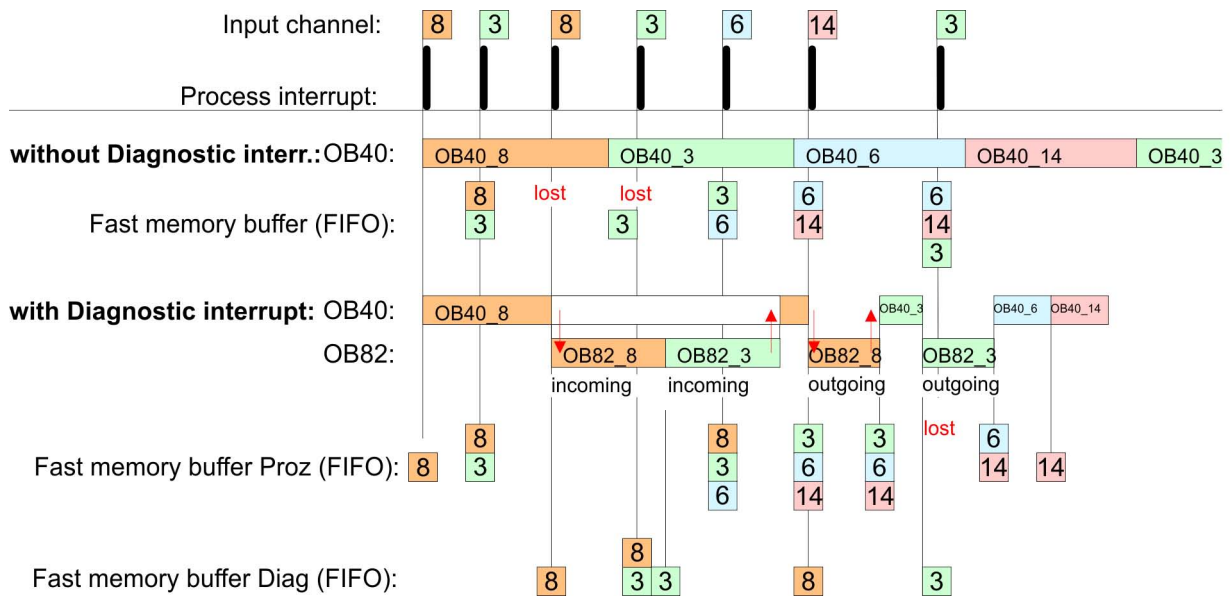 Input channel: 8 3 8 3 6 14 3
Process interrupt:
without Diagnostic interr.: OB40: OB40_8 OB40_3 OB40_6 OB40_14 OB40_3
8 lost lost 3 6 6
Fast memory buffer (FIFO): 3 3 6 14 14
3
with Diagnostic interrupt: OB40: OB40_8 OB40_3 OB40_6 OB40_14
OB82: OB82_8 OB82_3 OB82_8 OB82_3
incoming incoming outgoing outgoing
8 8 3 3 lost 6
Fast memory buffer Proz (FIFO): 8 3 3 6 6 14 14
6 14 14
8
Fast memory buffer Diag (FIFO): 8 3 3 8 3